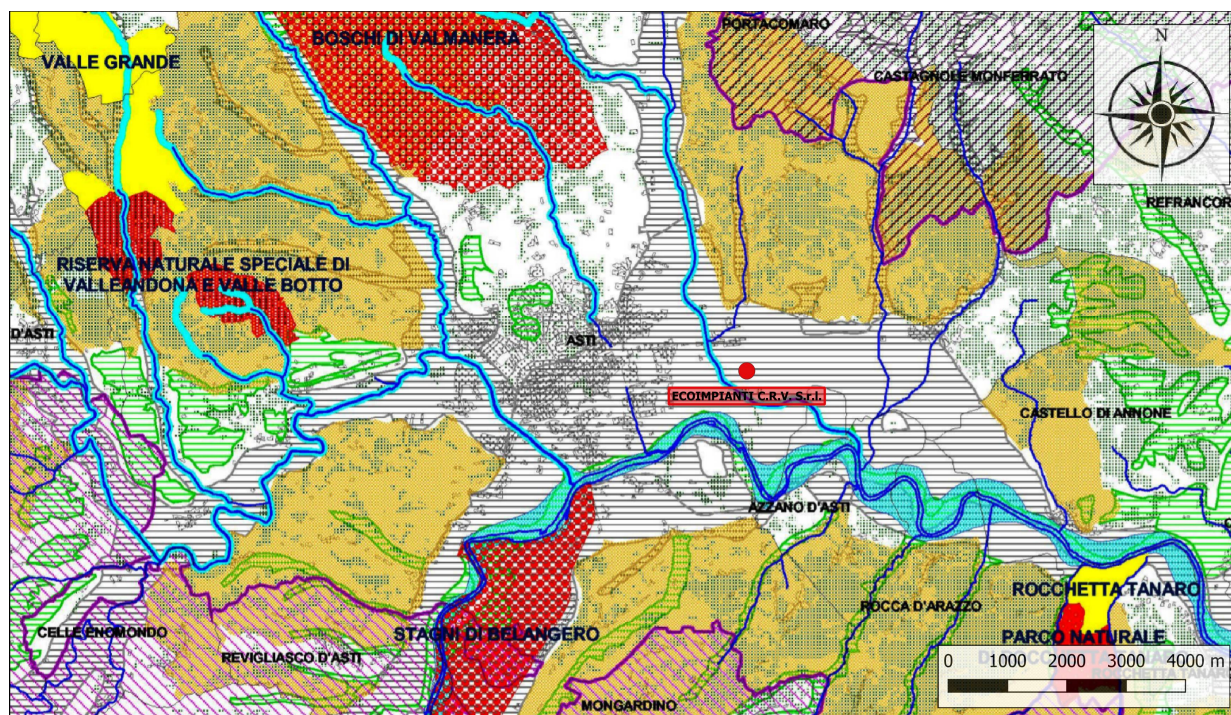 PORTACOMARO
BOSCHI DI VALMANERA
N
VALLE GRANDE
CASTAGNOLE MONFERRATO
REFRANCOR
RISERVA NATURALE SPECIALE DI
VALLEANDONA E VALLE BOTTO
D'ASTI
ASTI
ECOIMPIANTI C.R.V. S.r.l.
CASTELLO DI ANNONE
AZZANO D'ASTI
ROCCHETTA TANARO
ROCCA D'ARAZZO
CELLE ENOMONDO
STAGNI DI BELANGERO
PARCO NATURALE
REVIGLIASCO D'ASTI
0 1000 2000 3000 4000 m
MONGARDINO